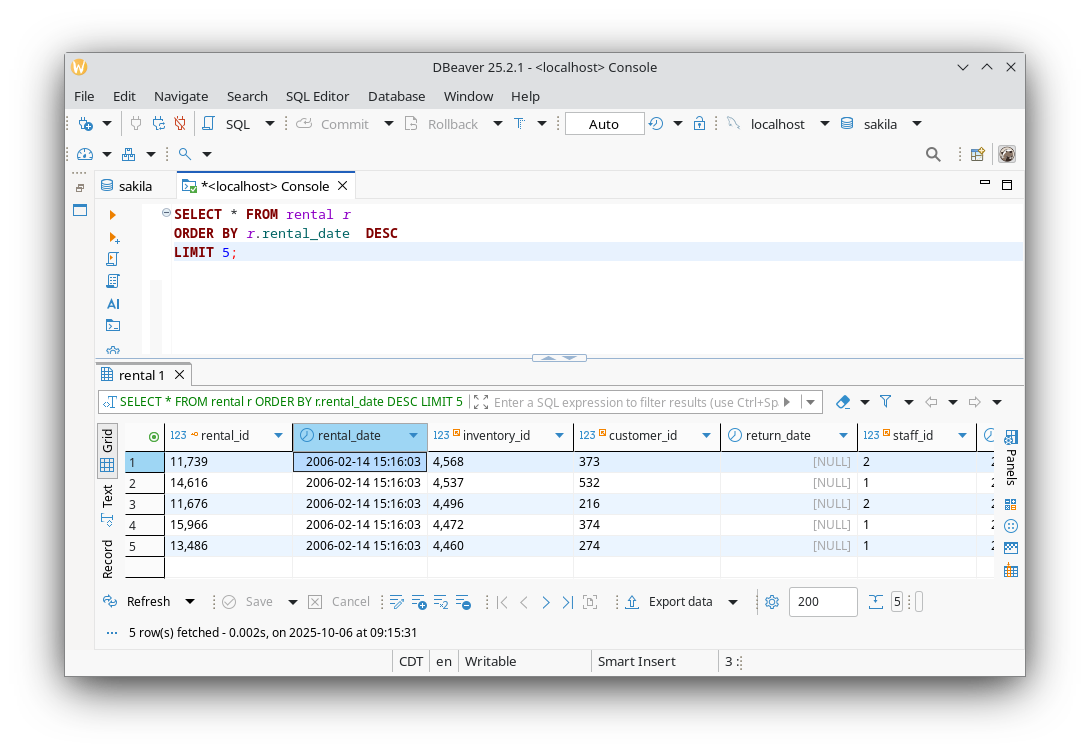 DBeaver 25.2.1 - <localhost> Console
File Edit Navigate Search SQL Editor Database Window Help
SQL Commit Rollback T Auto localhost sakila
sakila *<localhost> Console
SELECT * FROM rental r
ORDER BY r.rental_date  DESC
LIMIT 5;
AI
rental 1
SELECT * FROM rental r ORDER BY r.rental_date DESC LIMIT 5 Enter a SQL expression to filter results (use Ctrl+Sp
Grid
Text
Record
123 rental_id rental_date 123 inventory_id 123 customer_id return_date 123 staff_id
1 11,739 2006-02-14 15:16:03 4,568 373 [NULL] 2
2 14,616 2006-02-14 15:16:03 4,537 532 [NULL] 1
3 11,676 2006-02-14 15:16:03 4,496 216 [NULL] 2
4 15,966 2006-02-14 15:16:03 4,472 374 [NULL] 1
5 13,486 2006-02-14 15:16:03 4,460 274 [NULL] 1
Panels
Refresh Save Cancel Export data 200 5
5 row(s) fetched - 0.002s, on 2025-10-06 at 09:15:31
CDT en Writable Smart Insert 3 :